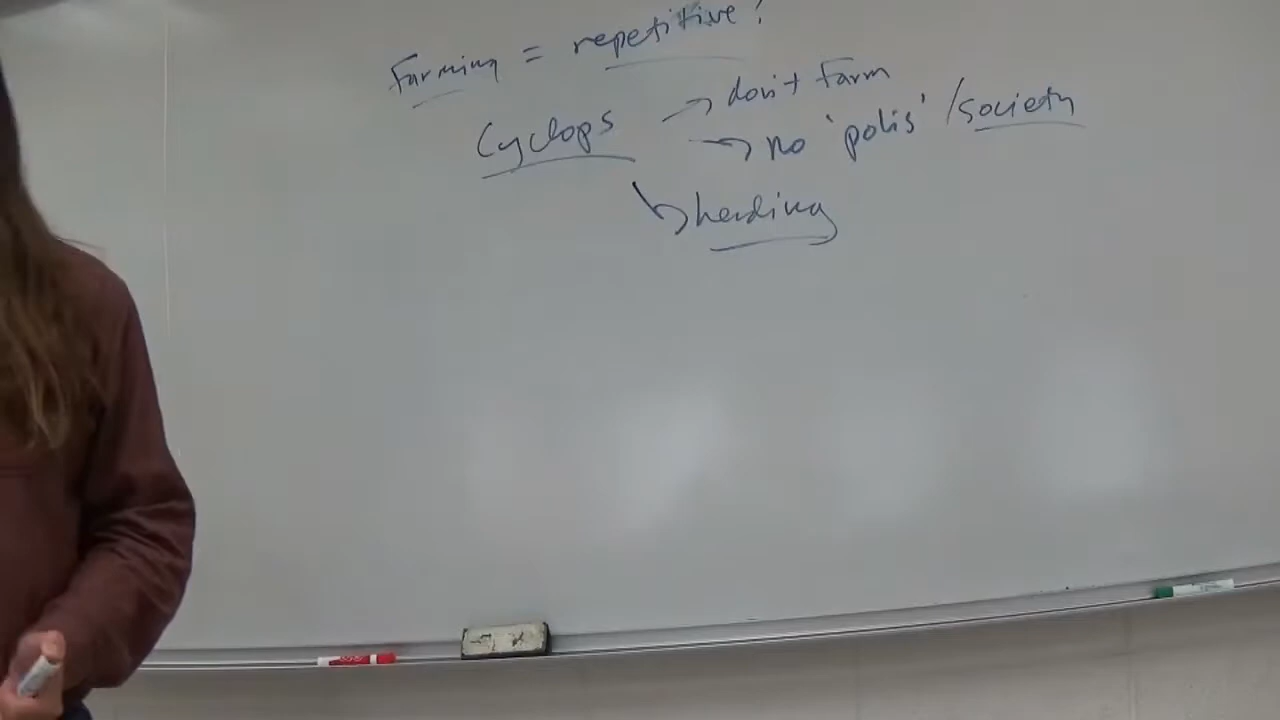 Farming = repetitive!
Cyclops → don't farm
→ no 'polis' / society
↳ herding